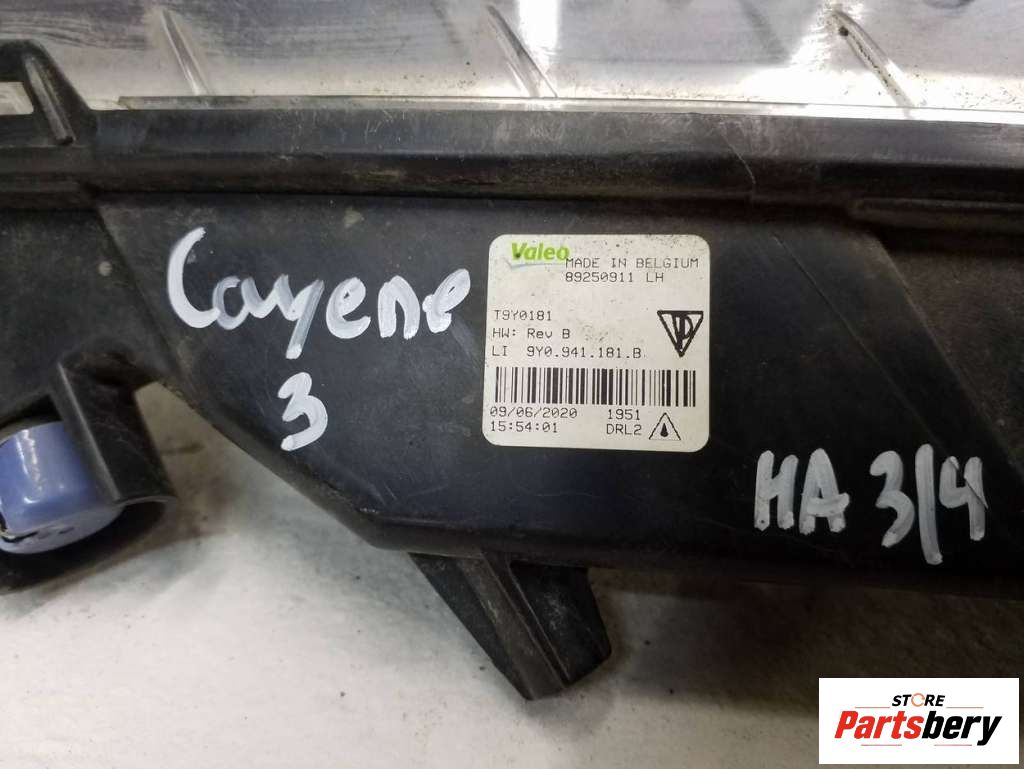 Cayene
3
Valeo
MADE IN BELGIUM
89250911 LH
T9Y0181
HW: Rev B
LI 9Y0.941.181.B
09/06/2020 1951
15:54:01 DRL2
HA 3/4
STORE
Partsbery